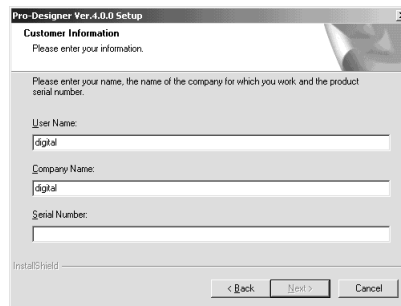 Pro-Designer Ver.4.0.0 Setup
Customer Information
Please enter your information.
Please enter your name, the name of the company for which you work and the product
serial number.
User Name:
digital
Company Name:
digital
Serial Number:
InstallShield
< Back Next > Cancel